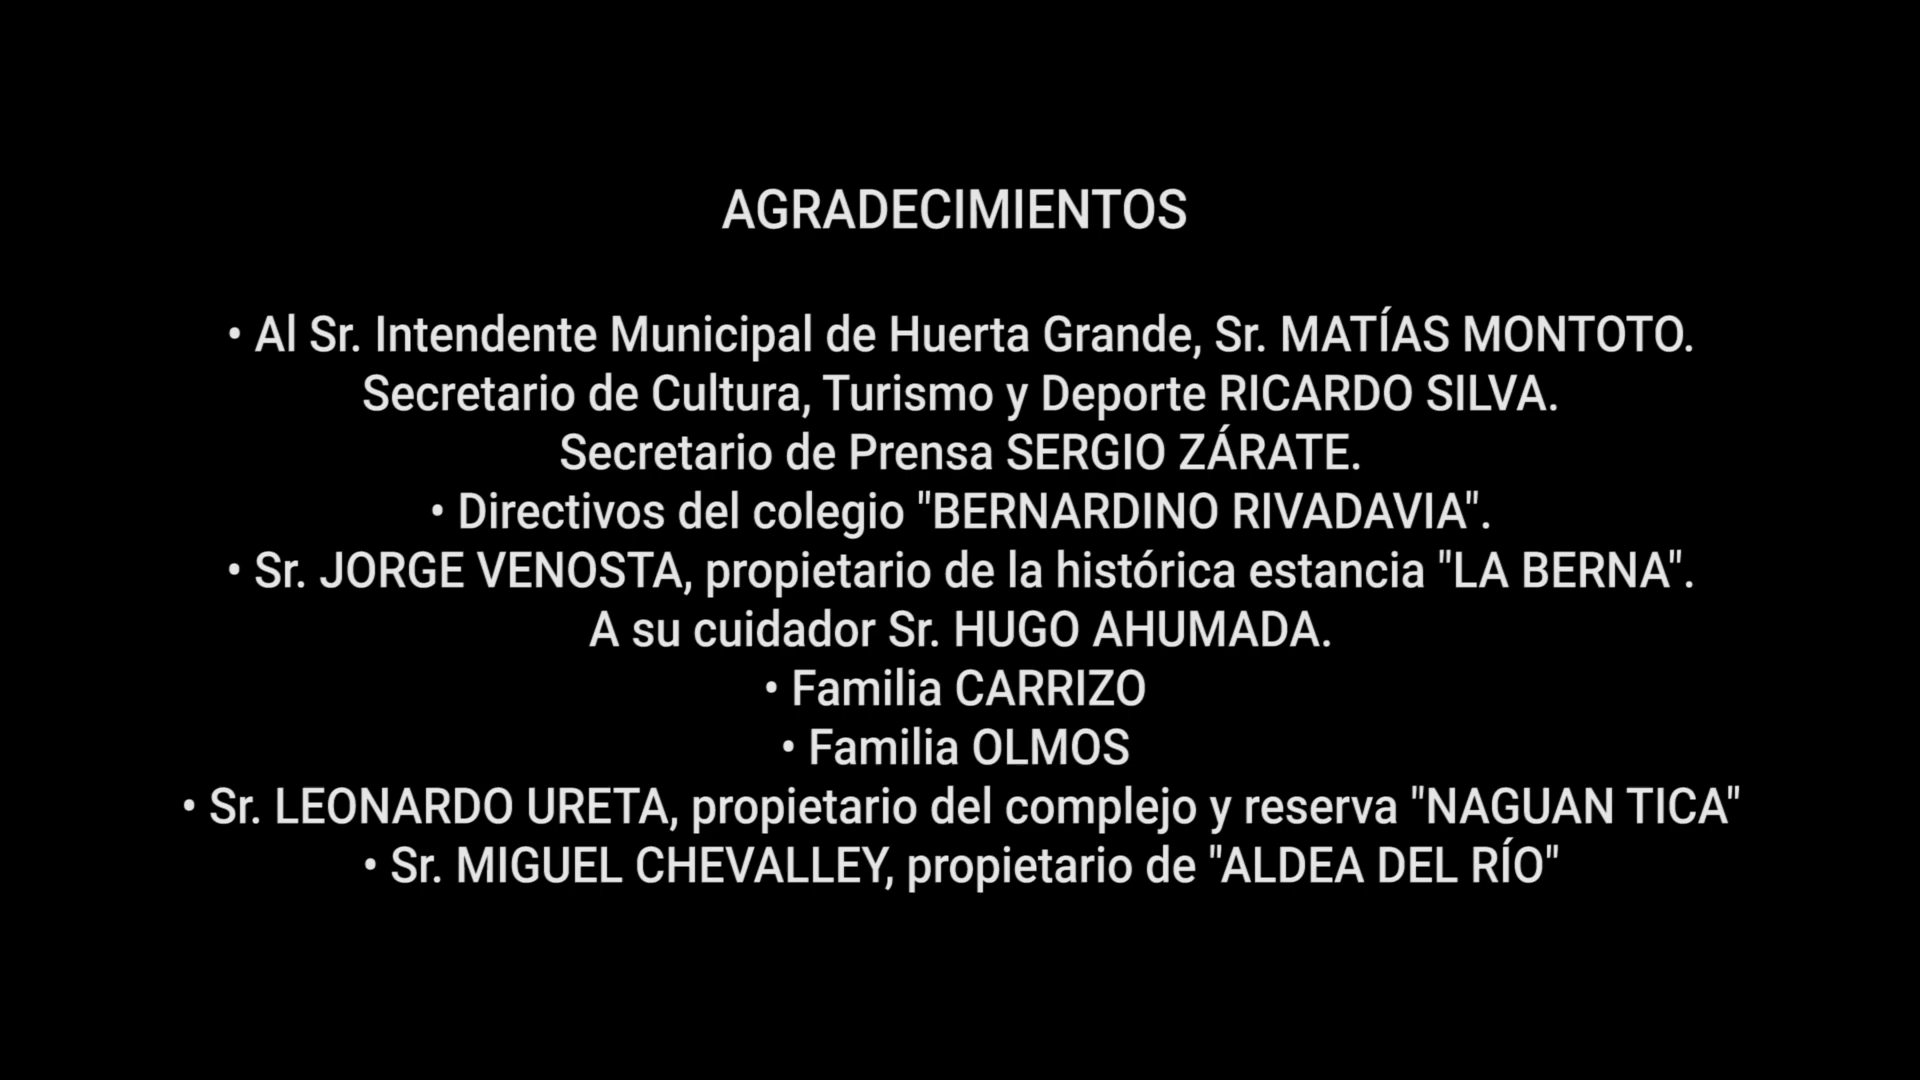 AGRADECIMIENTOS
• Al Sr. Intendente Municipal de Huerta Grande, Sr. MATÍAS MONTOTO.
Secretario de Cultura, Turismo y Deporte RICARDO SILVA.
Secretario de Prensa SERGIO ZÁRATE.
• Directivos del colegio "BERNARDINO RIVADAVIA".
• Sr. JORGE VENOSTA, propietario de la histórica estancia "LA BERNA".
A su cuidador Sr. HUGO AHUMADA.
• Familia CARRIZO
• Familia OLMOS
• Sr. LEONARDO URETA, propietario del complejo y reserva "NAGUAN TICA"
• Sr. MIGUEL CHEVALLEY, propietario de "ALDEA DEL RÍO"